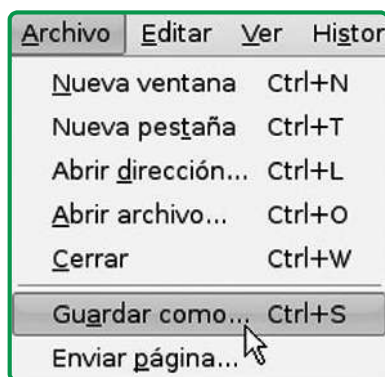 Archivo Editar Ver Histor
Nueva ventana Ctrl+N
Nueva pestaña Ctrl+T
Abrir dirección... Ctrl+L
Abrir archivo... Ctrl+O
Cerrar Ctrl+W
Guardar como... Ctrl+S
Enviar página...